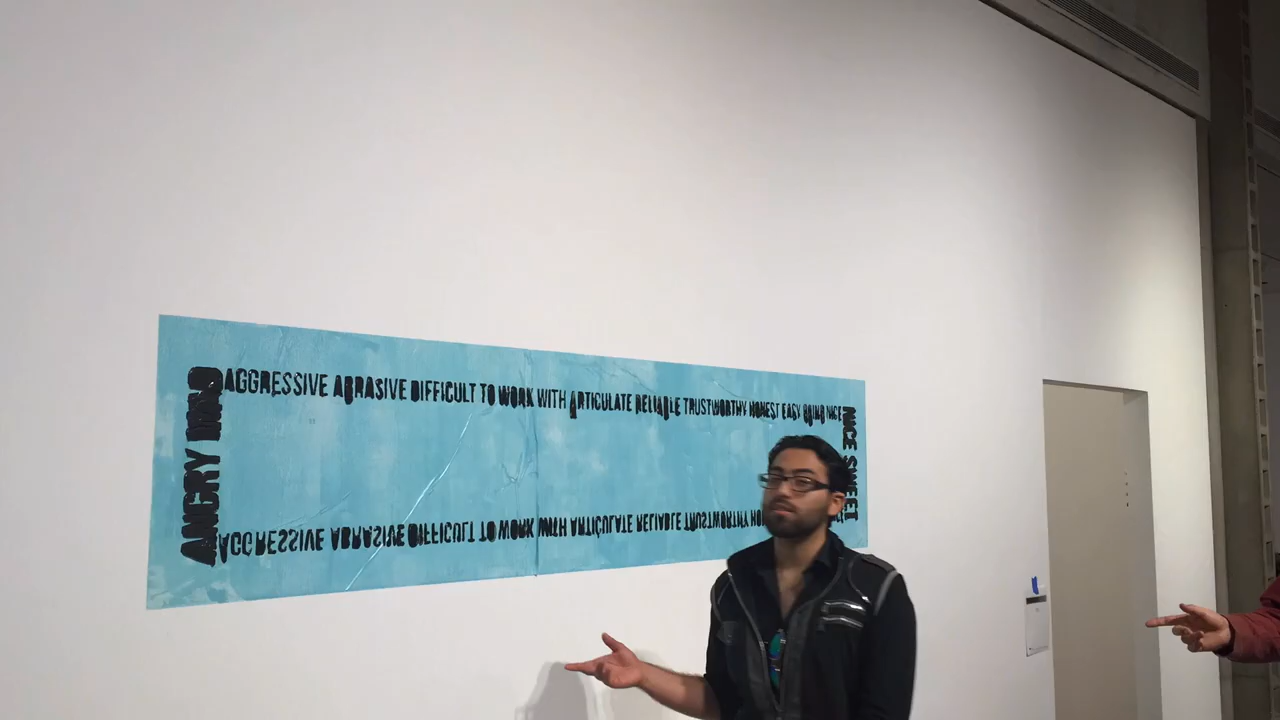 AGGRESSIVE ABRASIVE DIFFICULT TO WORK WITH ARTICULATE RELIABLE TRUSTWORTHY HONEST EASY GOING NICE
ANGRY
NICE SWEET
AGGRESSIVE ABRASIVE DIFFICULT TO WORK WITH ARTICULATE RELIABLE TRUSTWORTHY